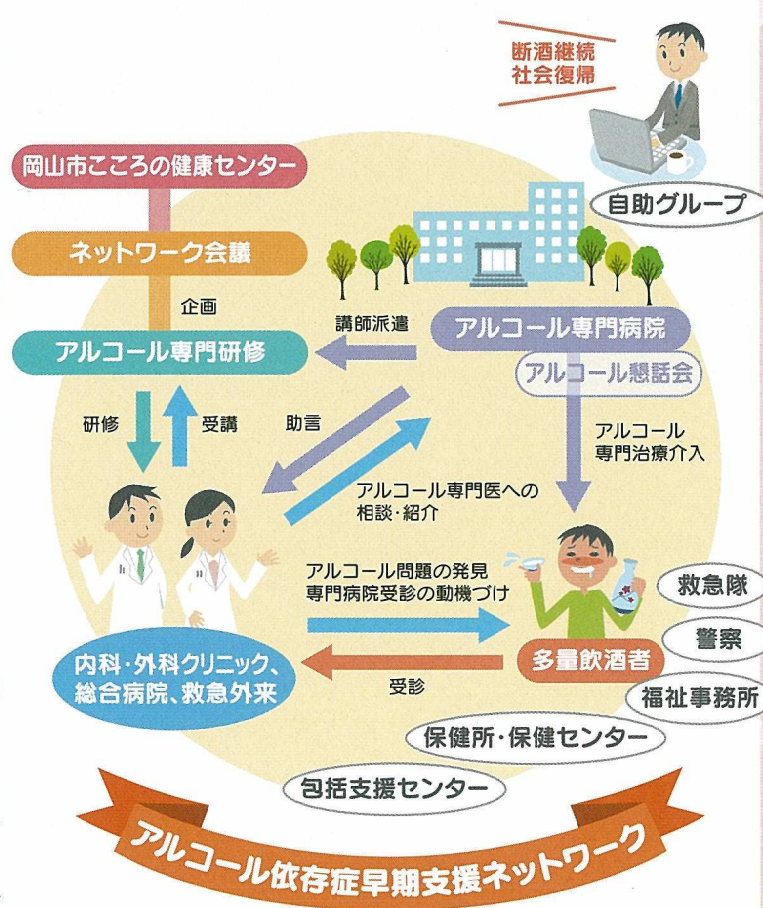 断酒継続
社会復帰
岡山市こころの健康センター
自助グループ
ネットワーク会議
企画
講師派遣
アルコール専門病院
アルコール専門研修
アルコール懇話会
研修
受講
助言
アルコール
専門治療介入
アルコール専門医への
相談・紹介
アルコール問題の発見
専門病院受診の動機づけ
救急隊
警察
内科・外科クリニック、
総合病院、救急外来
受診
多量飲酒者
福祉事務所
保健所・保健センター
包括支援センター
アルコール依存症早期支援ネットワーク